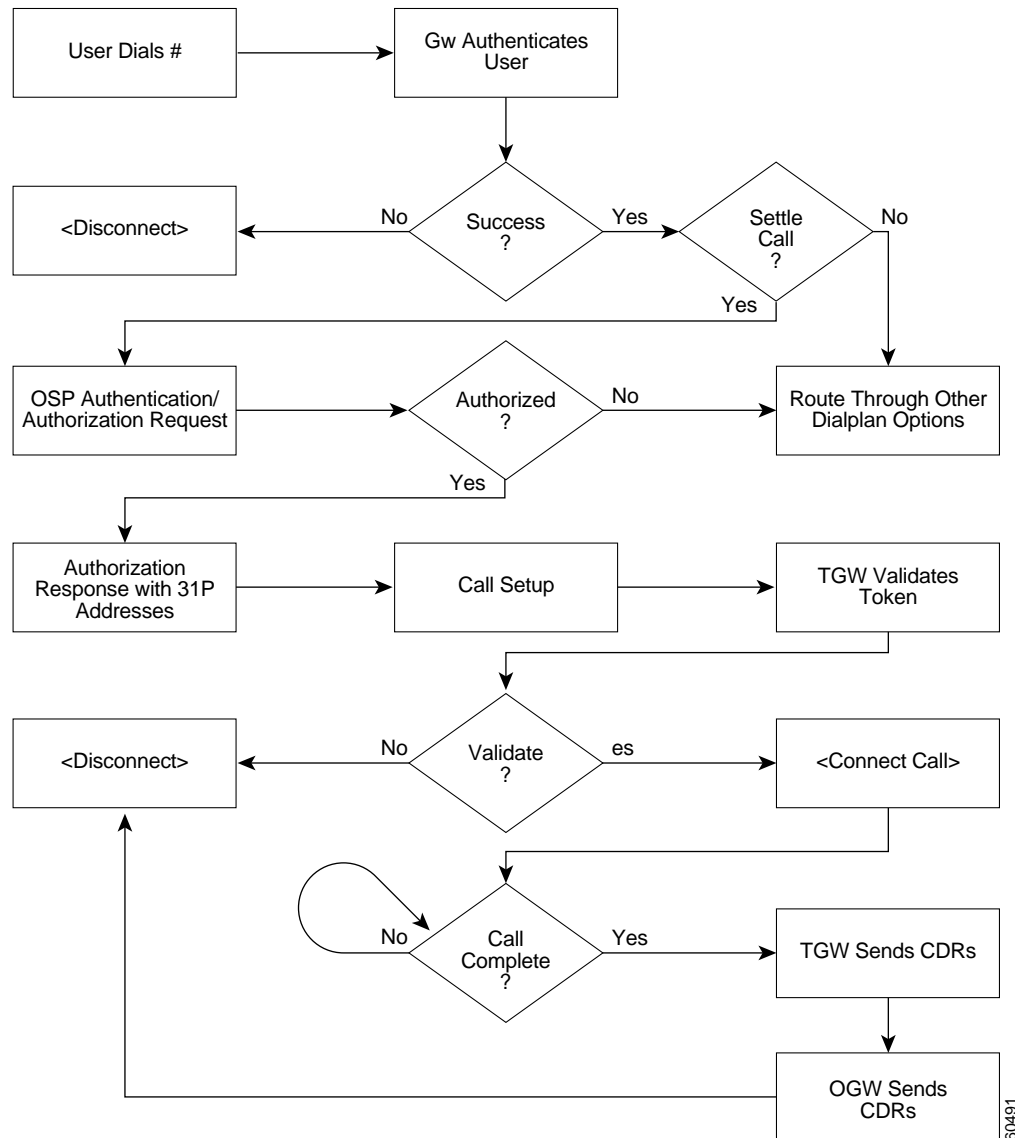 User Dials #
Gw Authenticates
User
<Disconnect>
No
Success
?
Yes
Settle
Call
?
No
Yes
OSP Authentication/
Authorization Request
Authorized
?
No
Route Through Other
Dialplan Options
Yes
Authorization
Response with 31P
Addresses
Call Setup
TGW Validates
Token
<Disconnect>
No
Validate
?
es
<Connect Call>
No
Call
Complete
?
Yes
TGW Sends CDRs
OGW Sends
CDRs
60491